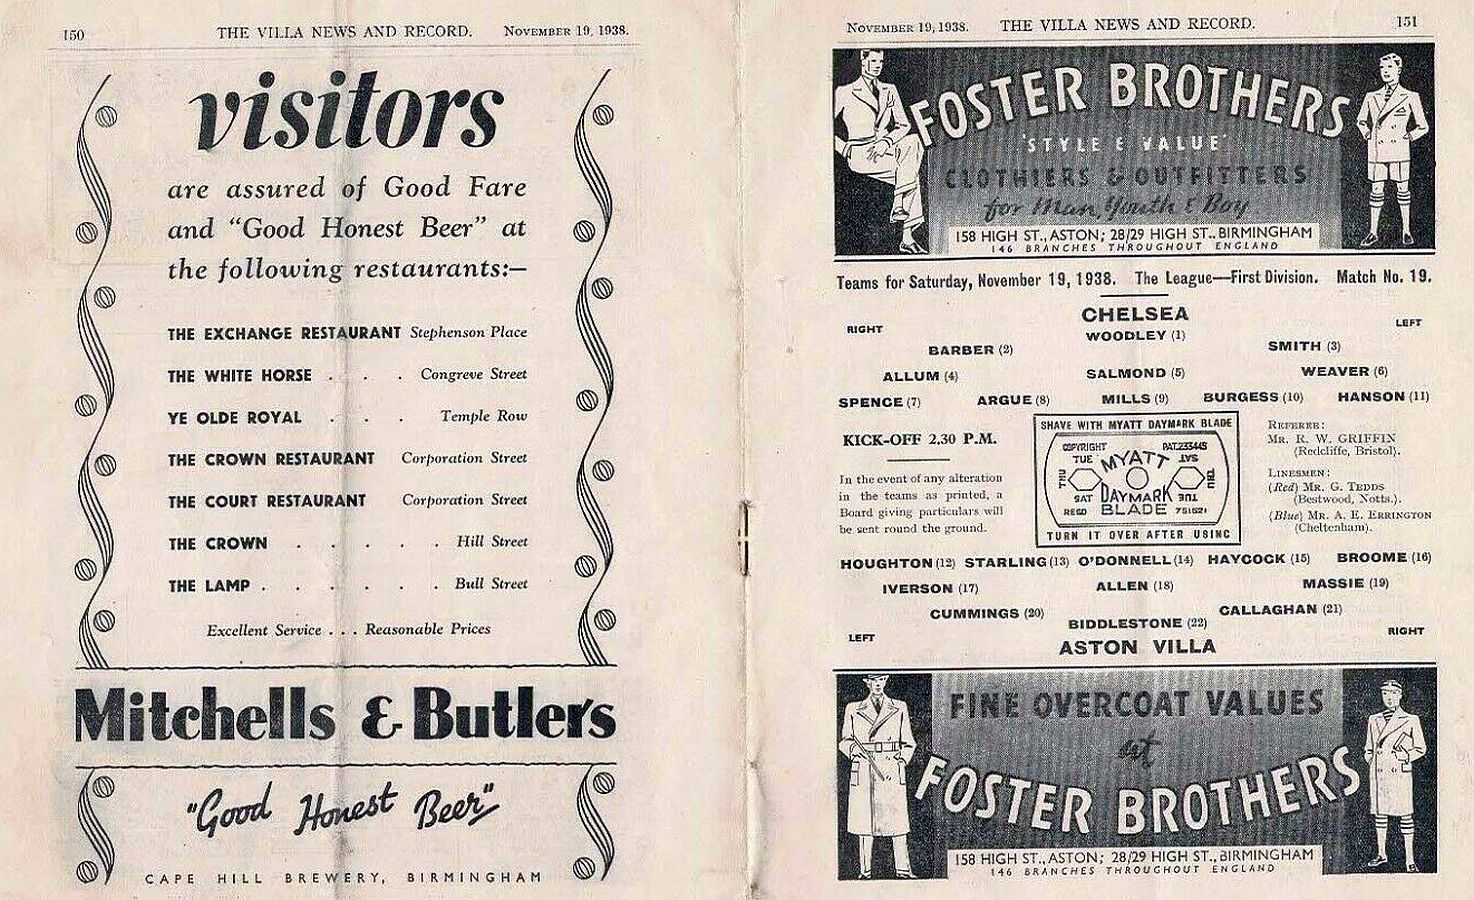 150 THE VILLA NEWS AND RECORD. NOVEMBER 19, 1938.
visitors
are assured of Good Fare
and "Good Honest Beer" at
the following restaurants:—
THE EXCHANGE RESTAURANT Stephenson Place
THE WHITE HORSE . . . Congreve Street
YE OLDE ROYAL . . . Temple Row
THE CROWN RESTAURANT Corporation Street
THE COURT RESTAURANT Corporation Street
THE CROWN . . . . . Hill Street
THE LAMP . . . . . . Bull Street
Excellent Service . . . Reasonable Prices
Mitchells & Butlers
"Good Honest Beer"
CAPE HILL BREWERY, BIRMINGHAM
NOVEMBER 19, 1938. THE VILLA NEWS AND RECORD. 151
FOSTER BROTHERS
'STYLE & VALUE'
CLOTHIERS & OUTFITTERS
for Man, Youth & Boy
158 HIGH ST., ASTON; 28/29 HIGH ST., BIRMINGHAM
146 BRANCHES THROUGHOUT ENGLAND
Teams for Saturday, November 19, 1938. The League—First Division. Match No. 19.
CHELSEA
RIGHT WOODLEY (1) LEFT
BARBER (2) SMITH (3)
ALLUM (4) SALMOND (5) WEAVER (6)
SPENCE (7) ARGUE (8) MILLS (9) BURGESS (10) HANSON (11)
KICK-OFF 2.30 P.M.
In the event of any alteration
in the teams as printed, a
Board giving particulars will
be sent round the ground.
SHAVE WITH MYATT DAYMARK BLADE
COPYRIGHT PAT.233445
TUE MYATT SAT
THU THU
SAT DAYMARK TUE
REGD BLADE 751621
TURN IT OVER AFTER USING
REFEREE:
MR. R. W. GRIFFIN
(Redcliffe, Bristol).
LINESMEN:
(Red) MR. G. TEDDS
(Bestwood, Notts.).
(Blue) MR. A. E. ERRINGTON
(Cheltenham).
HOUGHTON (12) STARLING (13) O'DONNELL (14) HAYCOCK (15) BROOME (16)
IVERSON (17) ALLEN (18) MASSIE (19)
CUMMINGS (20) CALLAGHAN (21)
BIDDLESTONE (22)
LEFT ASTON VILLA RIGHT
FINE OVERCOAT VALUES
at
FOSTER BROTHERS
158 HIGH ST., ASTON; 28/29 HIGH ST., BIRMINGHAM
146 BRANCHES THROUGHOUT ENGLAND